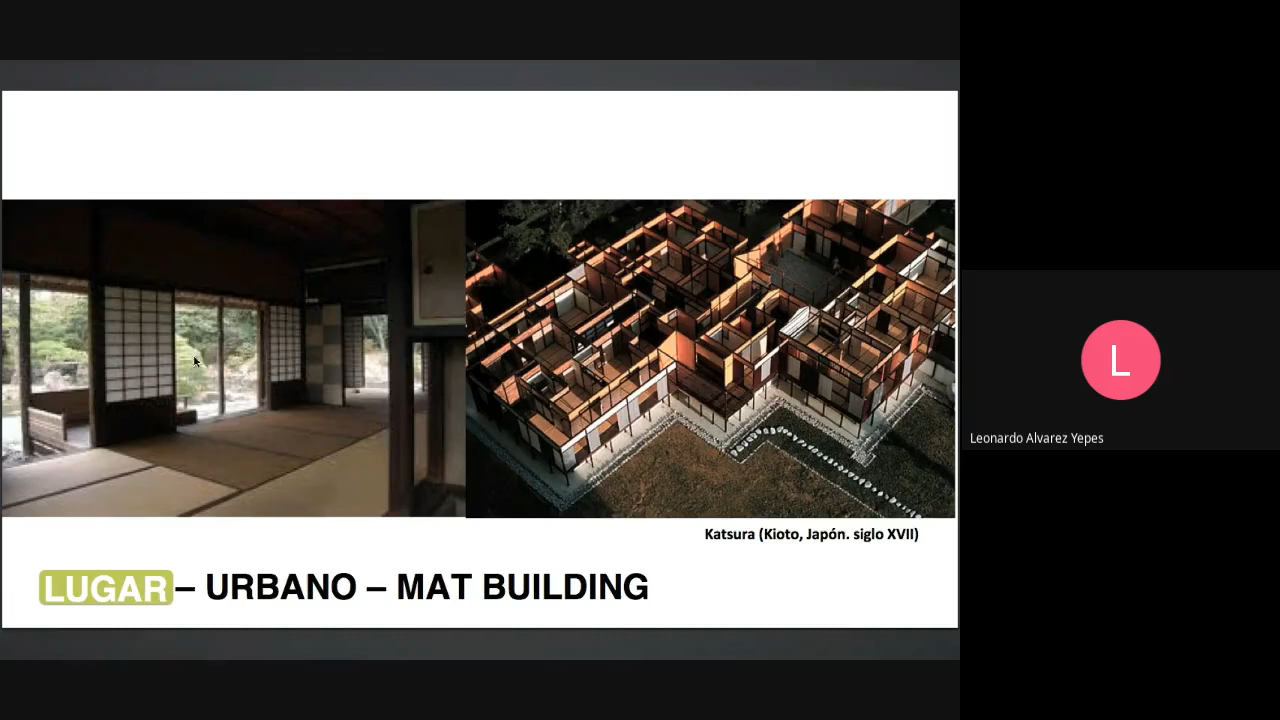 Katsura (Kioto, Japón. siglo XVII)
LUGAR – URBANO – MAT BUILDING
L
Leonardo Alvarez Yepes